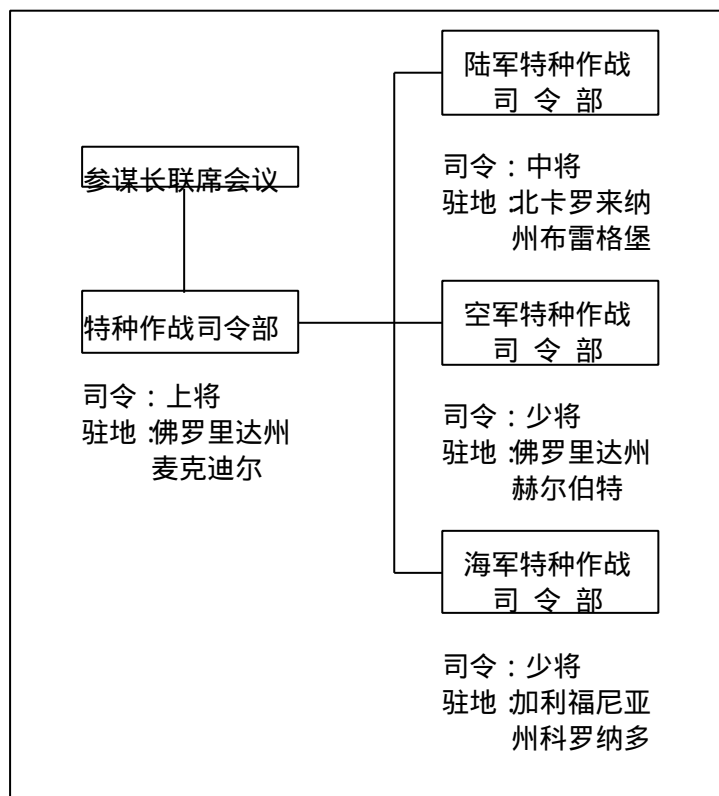 参谋长联席会议
特种作战司令部
司令：上将
驻地：佛罗里达州
麦克迪尔
陆军特种作战
司 令 部
司令：中将
驻地：北卡罗来纳
州布雷格堡
空军特种作战
司 令 部
司令：少将
驻地：佛罗里达州
赫尔伯特
海军特种作战
司 令 部
司令：少将
驻地：加利福尼亚
州科罗纳多